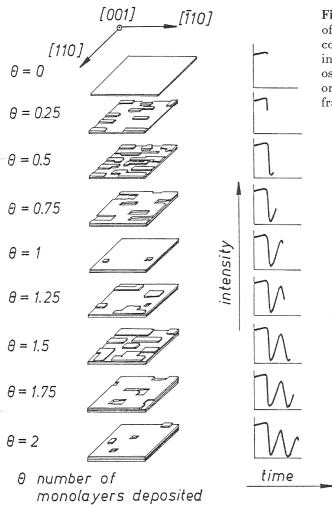 [001]
[1̄10]
[110]
Fi
of
co
in
os
or
fra
θ = 0
θ = 0.25
θ = 0.5
θ = 0.75
θ = 1
θ = 1.25
θ = 1.5
θ = 1.75
θ = 2
intensity
time
θ number of
monolayers deposited